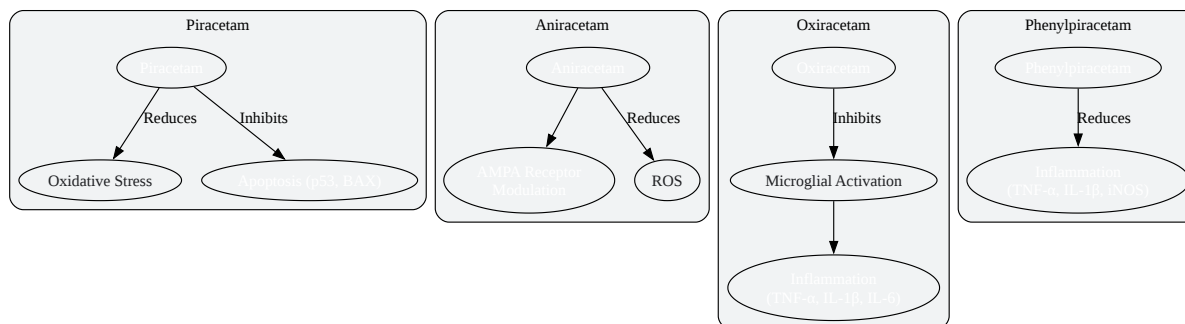 Piracetam
Piracetam
Reduces
Inhibits
Oxidative Stress
Apoptosis (p53, BAX)
Aniracetam
Aniracetam
Reduces
AMPA Receptor
Modulation
ROS
Oxiracetam
Oxiracetam
Inhibits
Microglial Activation
Inflammation
(TNF-α, IL-1β, IL-6)
Phenylpiracetam
Phenylpiracetam
Reduces
Inflammation
(TNF-α, IL-1β, iNOS)